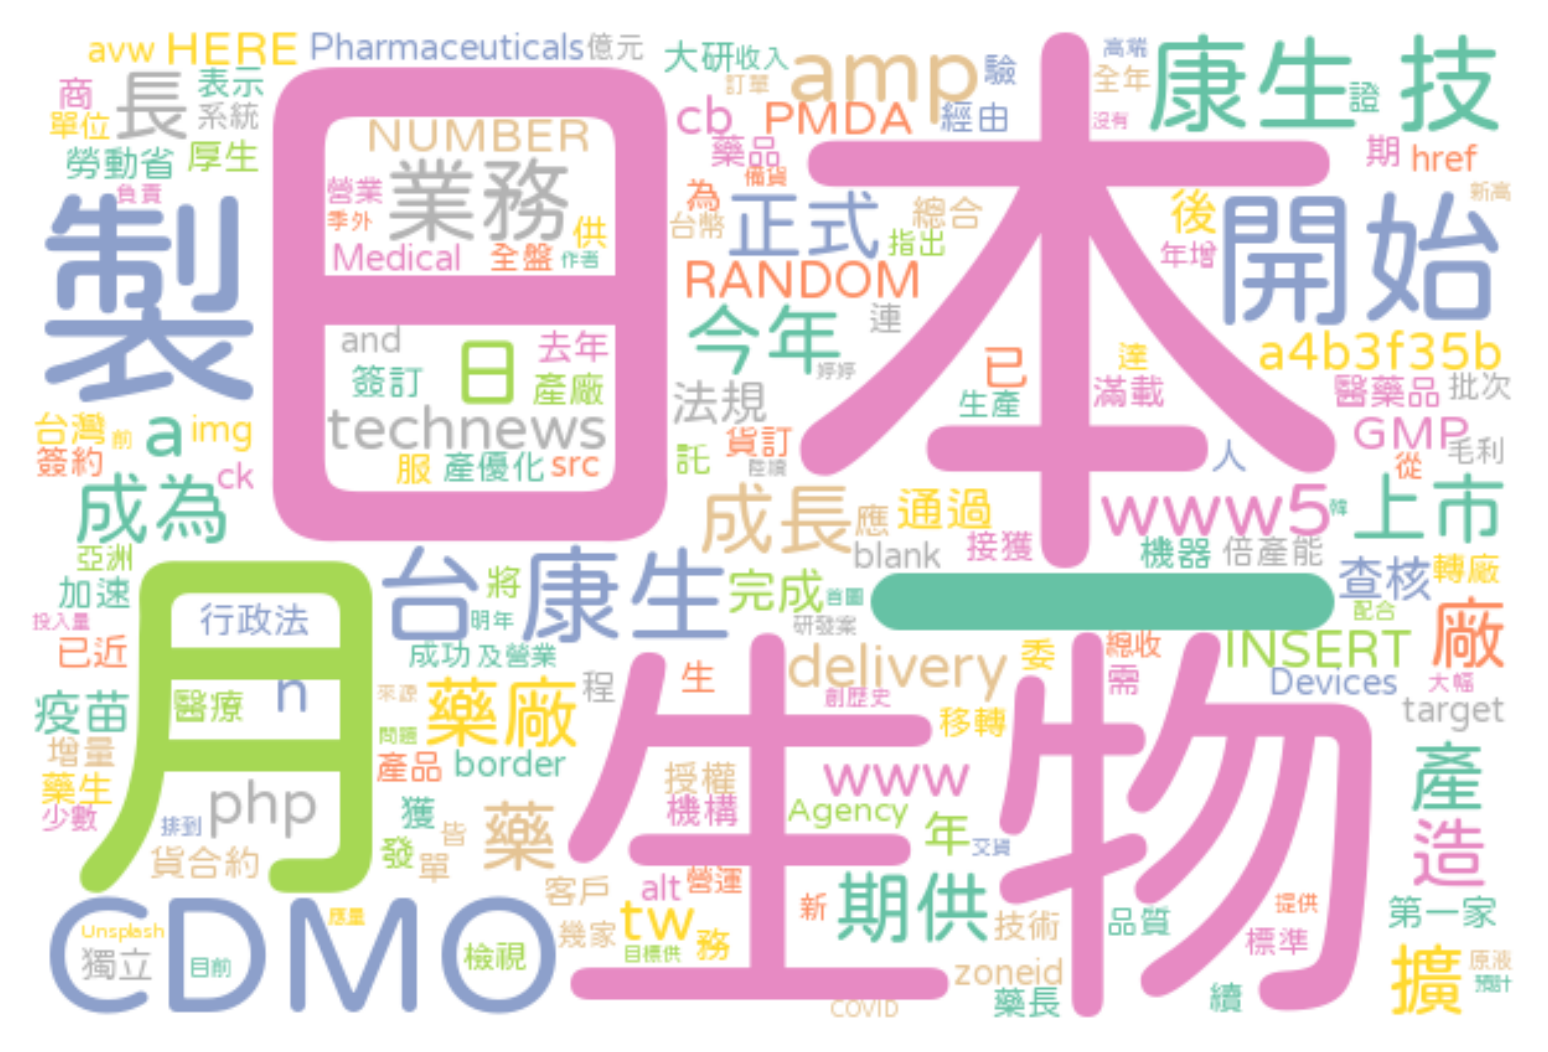 avw HERE Pharmaceuticals 億元
大研 收入 amp 驗 高端 康生技
商 長 表示 訂單 全年 證
單位 系統 日本 cb PMDA 經由 沒有
勞動省 厚生 NUMBER 藥品 期 href
負責 營業 業務 為 備貨 後 新高
製 季外 供 台幣 正式 總合 指出 開始
Medical 全盤 作者 RANDOM 年增
and 日 去年 今年 連 達 a4b3f35b
簽訂 產廠 婷婷 已 滿載 醫藥品 批次
technews 法規 生產
台灣 前 a img 貨訂 GMP 毛利
簽約 ck 服 產優化 src 託 陸續 人 從
成為 成長 應 通過 www5 韓 上市
亞洲 台康生 將 blank 接獲 機器 倍產能 查核 轉廠
加速 月 明年 完成 首圖 一 配合
投入量 行政法 研發案 INSERT 廠
已近 成功 及營業 生物 delivery 委 總收
疫苗 醫療 n 來源 藥廠 程 生 創歷史 需 Devices 大幅
增量 問題 移轉 target
藥生 產品 border 授權 www 產
少數 排到 php 獲 皆 藥 機構 Agency 年 交貨 造
貨合約 發 單
CDMO 客戶 alt 營運 新 期供 提供 第一家
Unsplash 應量 幾家 tw 務 技術 品質 標準
獨立 目前 檢視 目標供 zoneid 擴 原液
COVID 藥長 續 預計